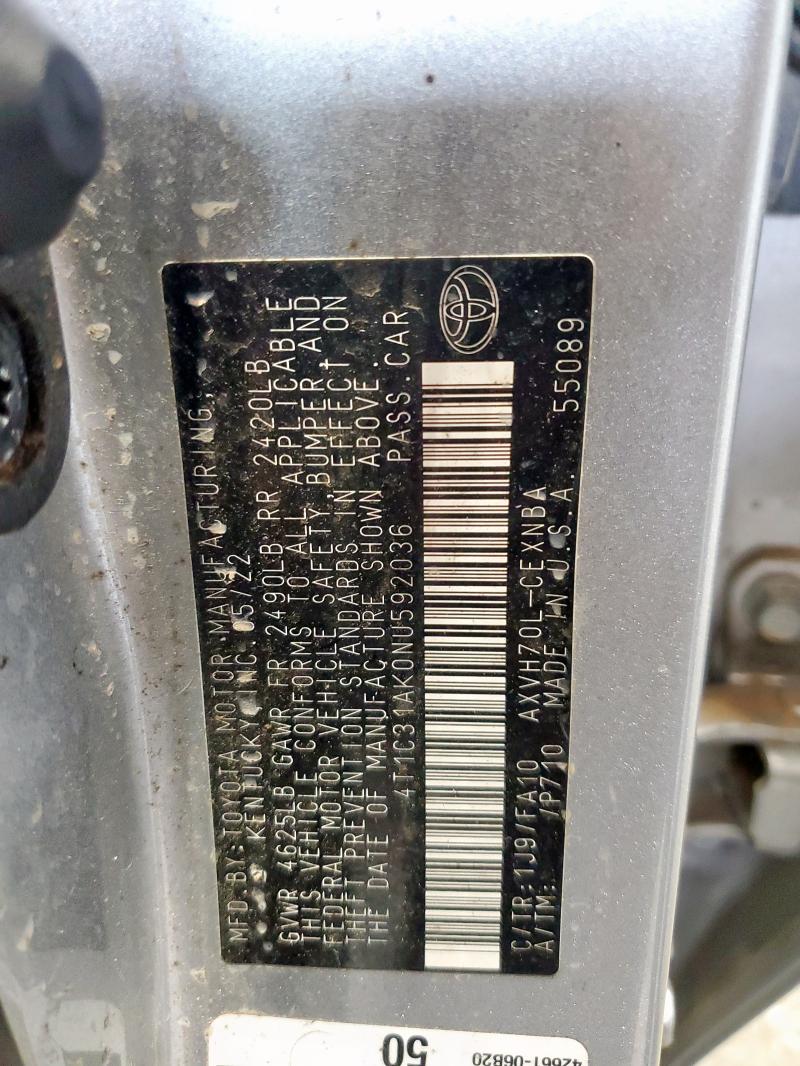 MFD. BY: TOYOTA MOTOR MANUFACTURING,
KENTUCKY, INC 05/22
GVWR 4625LB GAWR FR 2490LB RR 2420LB
THIS VEHICLE CONFORMS TO ALL APPLICABLE
FEDERAL MOTOR VEHICLE SAFETY, BUMPER, AND
THEFT PREVENTION STANDARDS IN EFFECT ON
THE DATE OF MANUFACTURE SHOWN ABOVE.
4T1C31AK0NU592036 PASS. CAR
C/TR: 1J9/FA10 AXVH70L-CEXNBA
A/TM: /P710 MADE IN U.S.A. 55089
50
42661-06B20